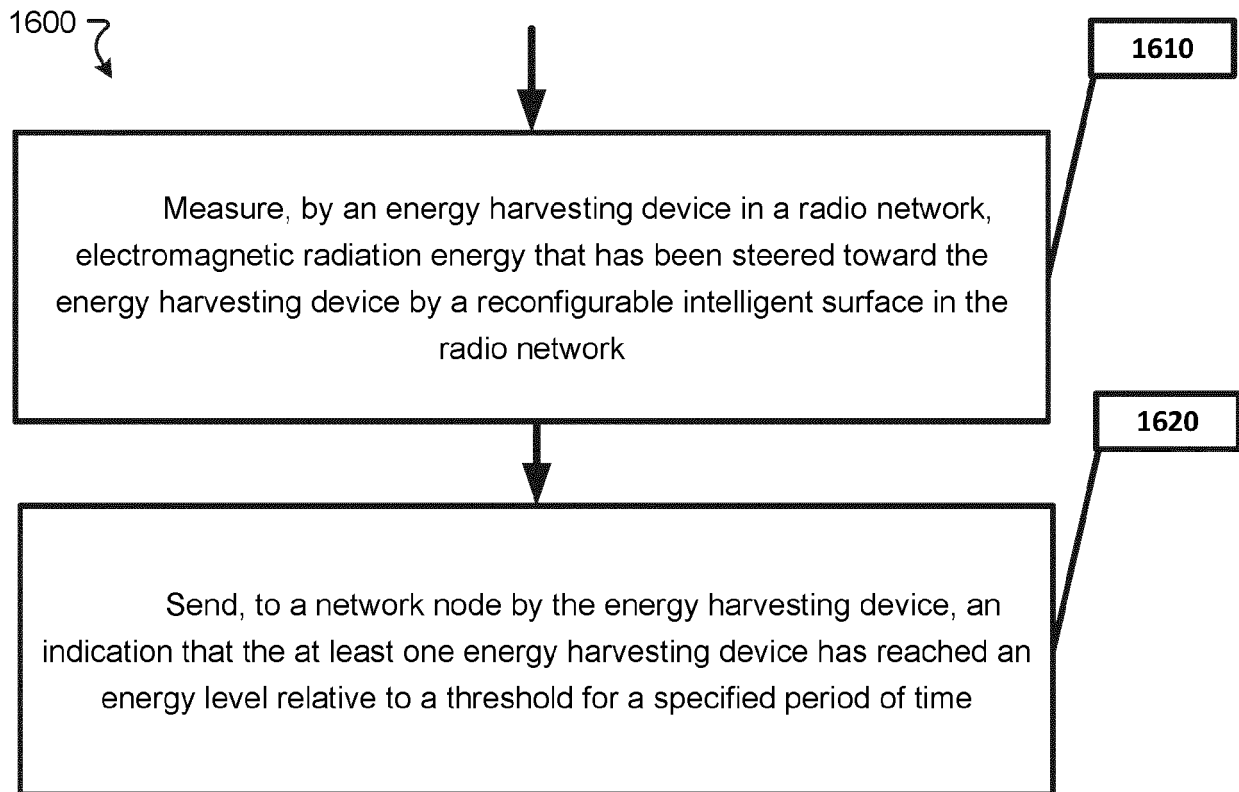 1600
1610
Measure, by an energy harvesting device in a radio network,
electromagnetic radiation energy that has been steered toward the
energy harvesting device by a reconfigurable intelligent surface in the
radio network
1620
Send, to a network node by the energy harvesting device, an
indication that the at least one energy harvesting device has reached an
energy level relative to a threshold for a specified period of time